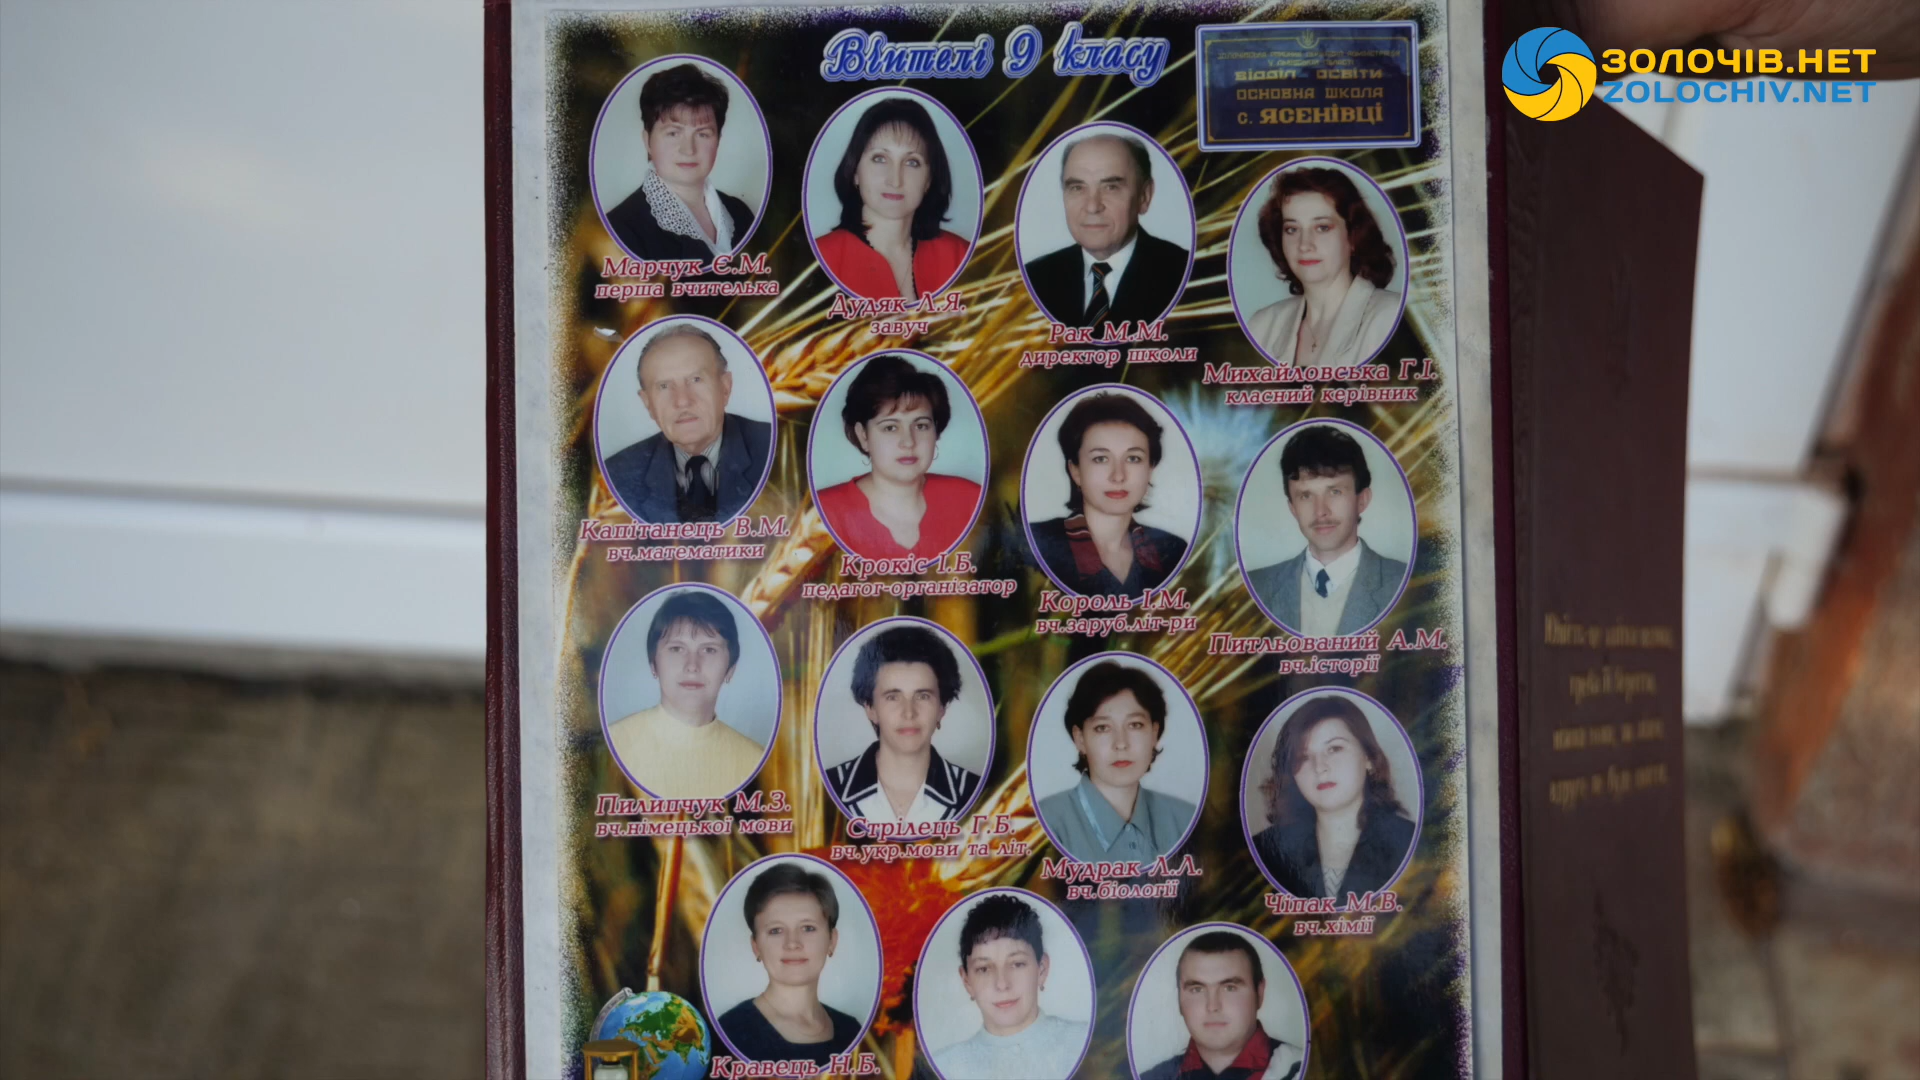 Вчителі 9 класу
ВІДДІЛ ОСВІТИ
ОСНОВНА ШКОЛА
с. ЯСЕНІВЦІ
ЗОЛОЧІВ.НЕТ
ZOLOCHIV.NET
Марчук Є.М.
перша вчителька
Дудяк Л.Я.
завуч
Рак М.М.
директор школи
Михайловська Г.І.
класний керівник
Капітанець В.М.
вч.математики
Крокіс І.Б.
педагог-організатор
Король І.М.
вч.заруб.літ-ри
Питльований А.М.
вч.історії
Пилипчук М.З.
вч.німецької мови
Стрілець Г.Б.
вч.укр.мови та літ.
Мудрак Л.Л.
вч.біології
Чіпак М.В.
вч.хімії
Кравець Н.Б.